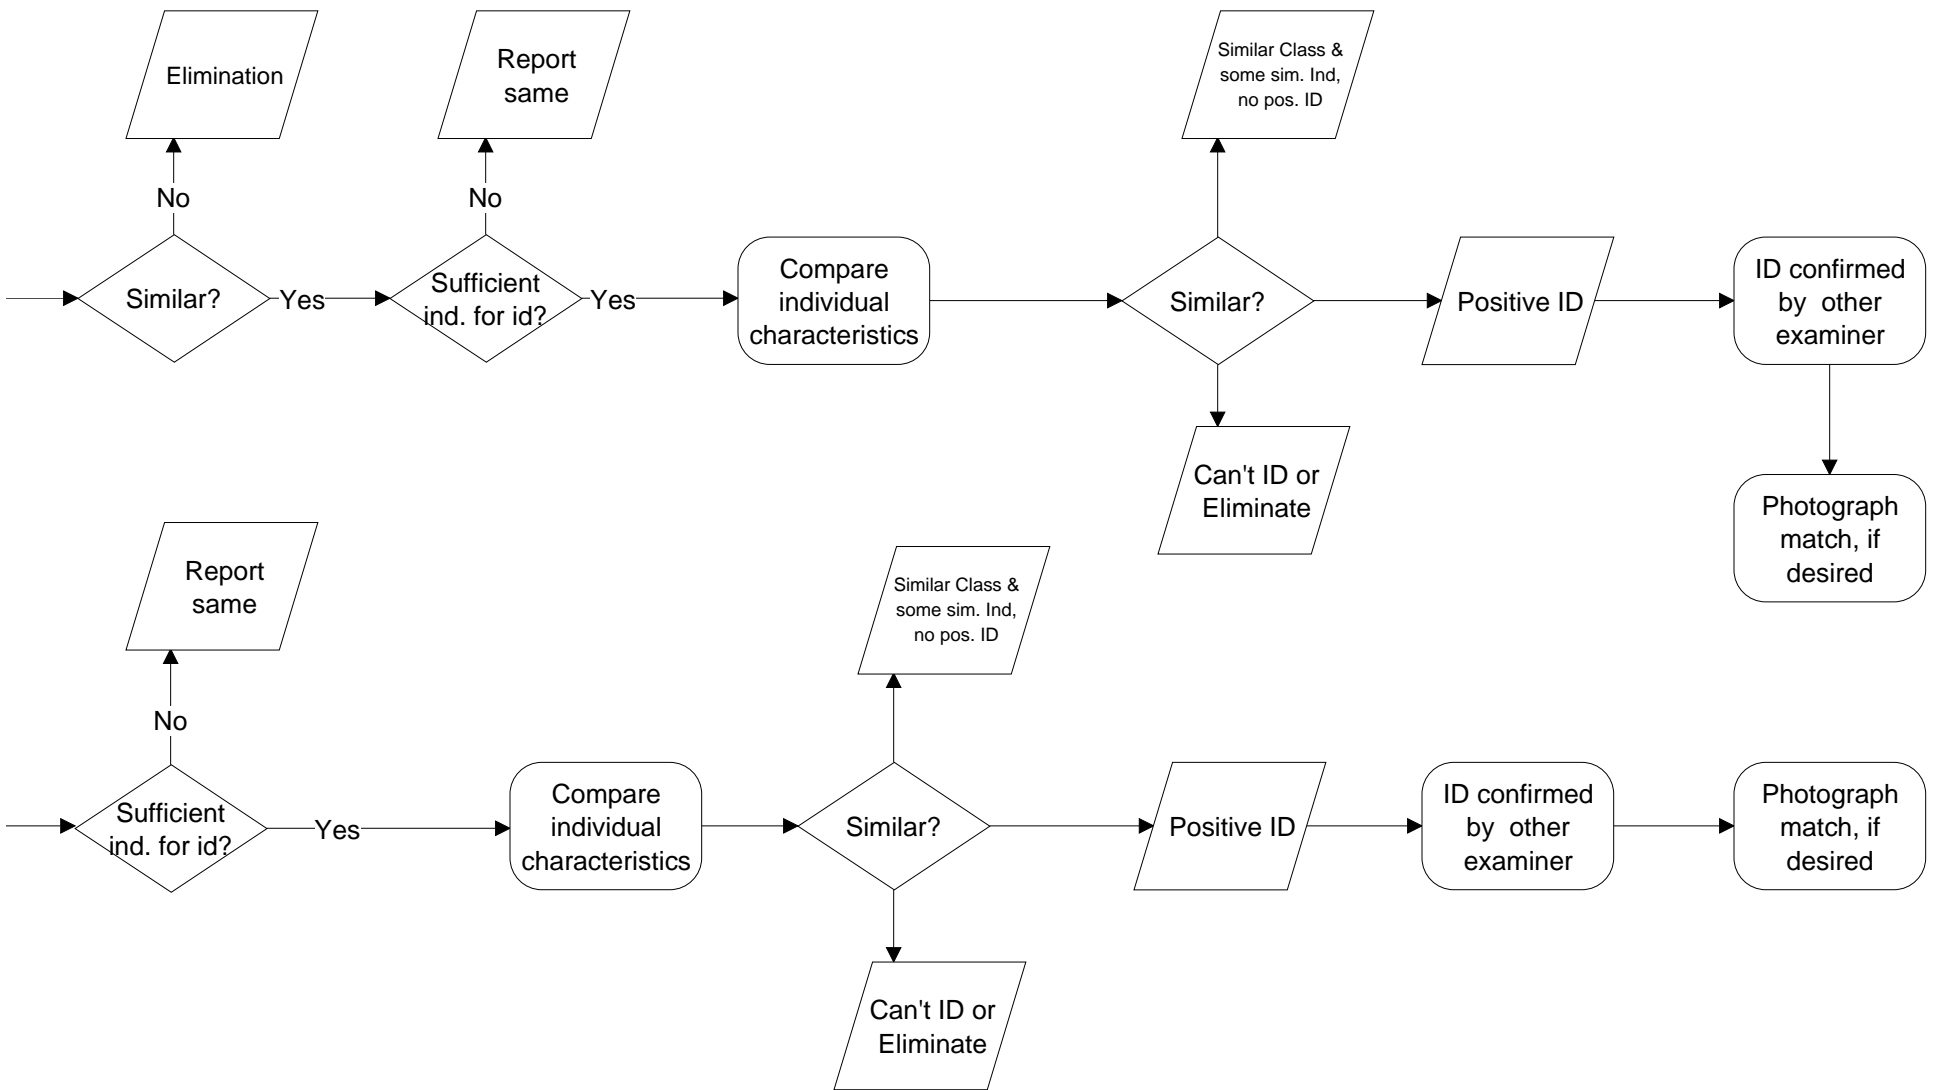 Elimination
No
Similar?
Yes
Report
same
No
Sufficient
ind. for id?
Yes
Compare
individual
characteristics
Similar Class &
some sim. Ind,
no pos. ID
Similar?
Can't ID or
Eliminate
Positive ID
ID confirmed
by other
examiner
Photograph
match, if
desired
Report
same
No
Sufficient
ind. for id?
Yes
Compare
individual
characteristics
Similar Class &
some sim. Ind,
no pos. ID
Similar?
Can't ID or
Eliminate
Positive ID
ID confirmed
by other
examiner
Photograph
match, if
desired